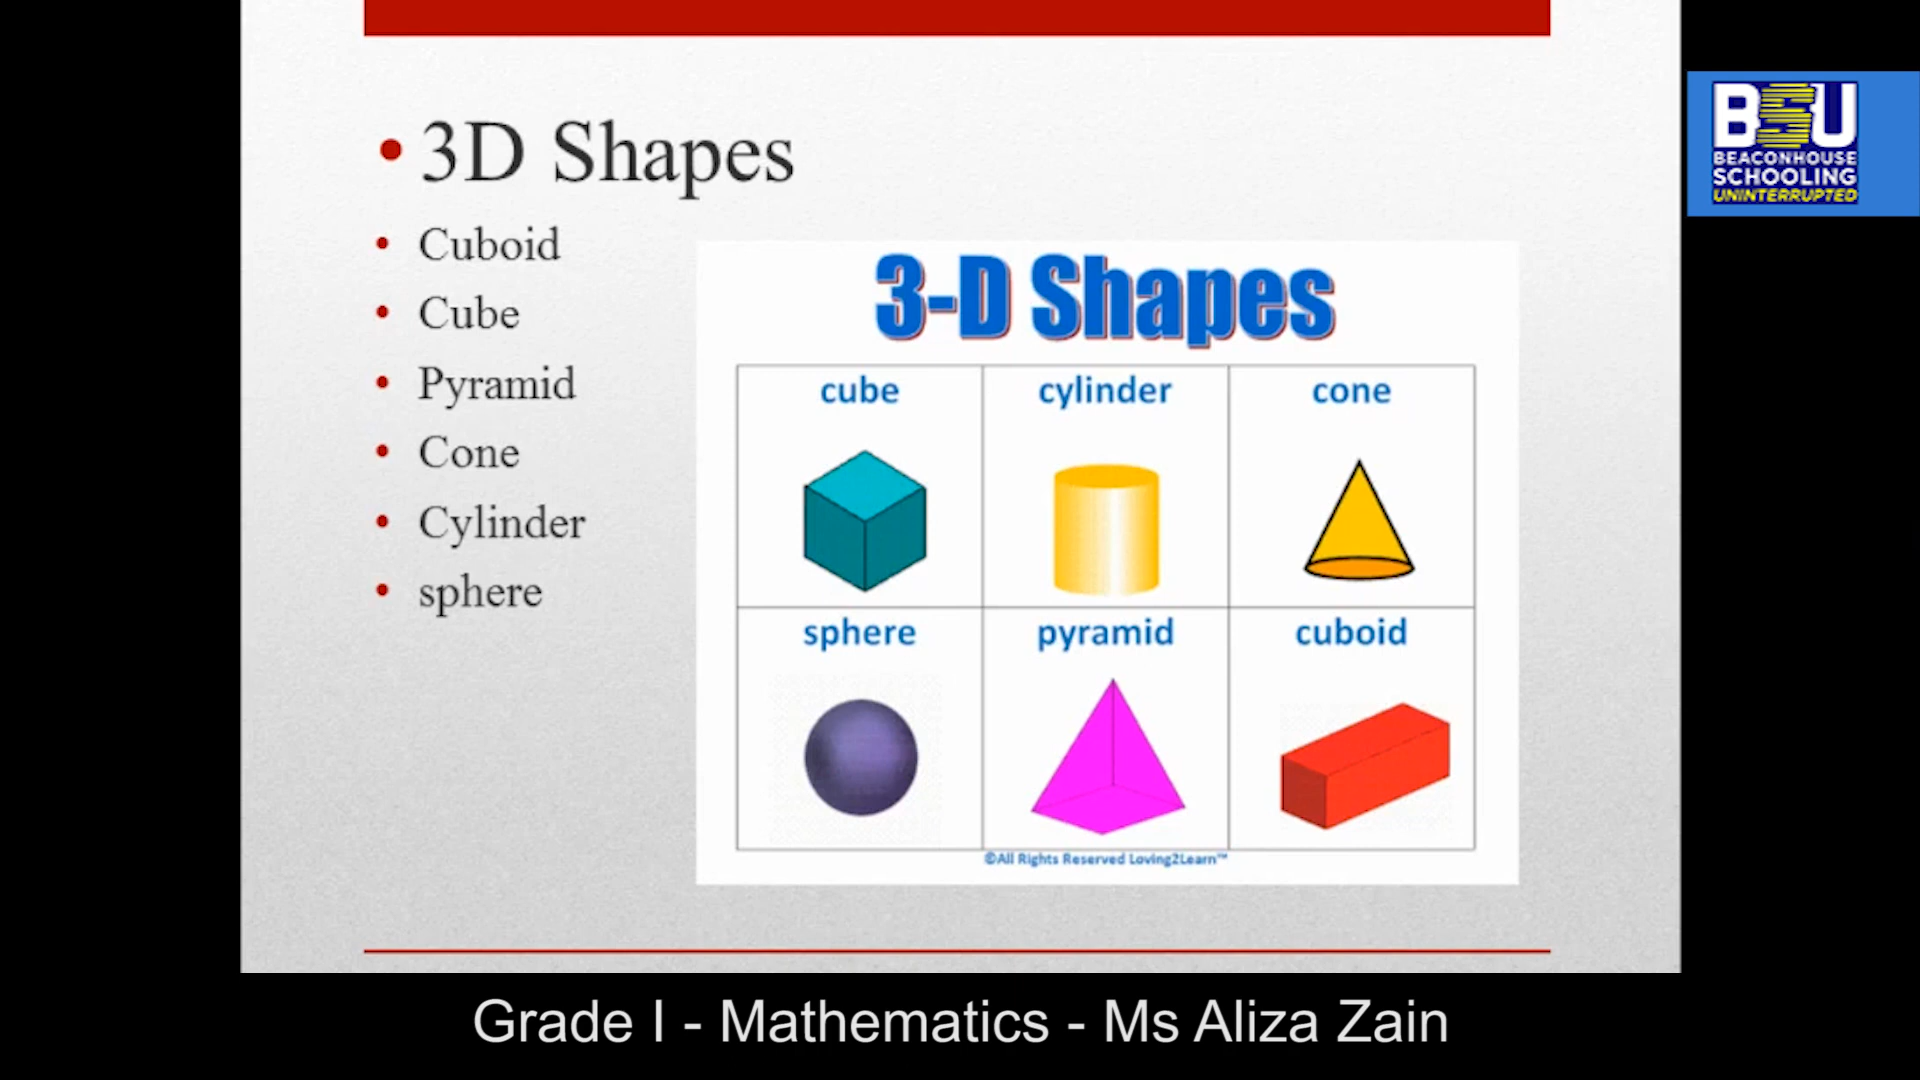 • 3D Shapes
• Cuboid
• Cube
• Pyramid
• Cone
• Cylinder
• sphere
3-D Shapes
cube cylinder cone
sphere pyramid cuboid
©All Rights Reserved Loving2Learn™
BSU
BEACONHOUSE
SCHOOLING
UNINTERRUPTED
Grade I - Mathematics - Ms Aliza Zain